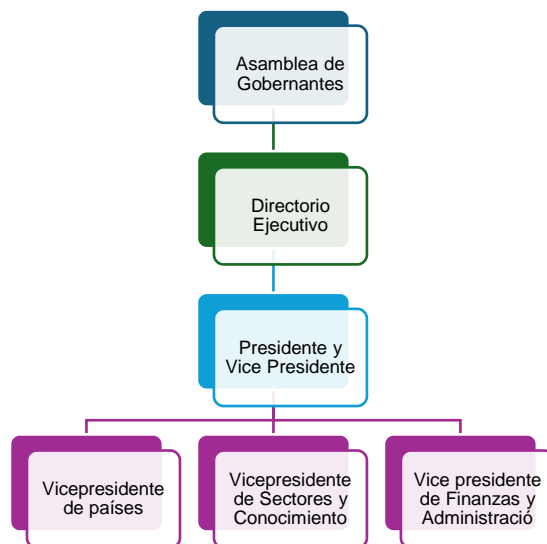 Asamblea de
Gobernantes
Directorio
Ejecutivo
Presidente y
Vice Presidente
Vicepresidente
de países
Vicepresidente
de Sectores y
Conocimiento
Vice presidente
de Finanzas y
Administració